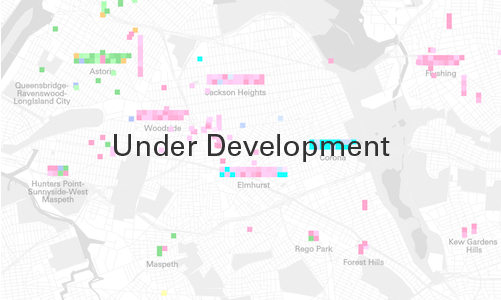 Astoria
Flushing
Queensbridge-
Ravenswood-
LongIsland City
Jackson Heights
Woodside
Under Development
Corona
Hunters Point-
Sunnyside-West
Maspeth
Elmhurst
Maspeth
Rego Park
Forest Hills
Kew Gardens
Hills